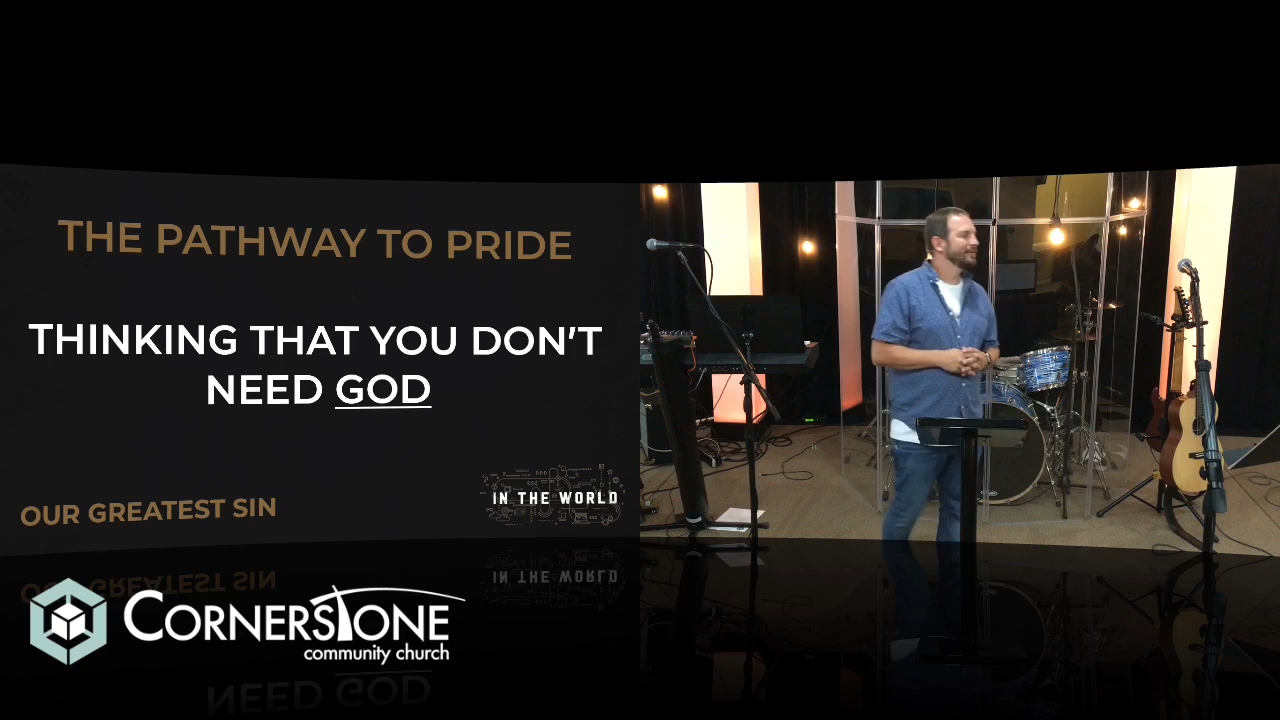 THE PATHWAY TO PRIDE
THINKING THAT YOU DON'T
NEED GOD
OUR GREATEST SIN
IN THE WORLD
CORNERSTONE
community church